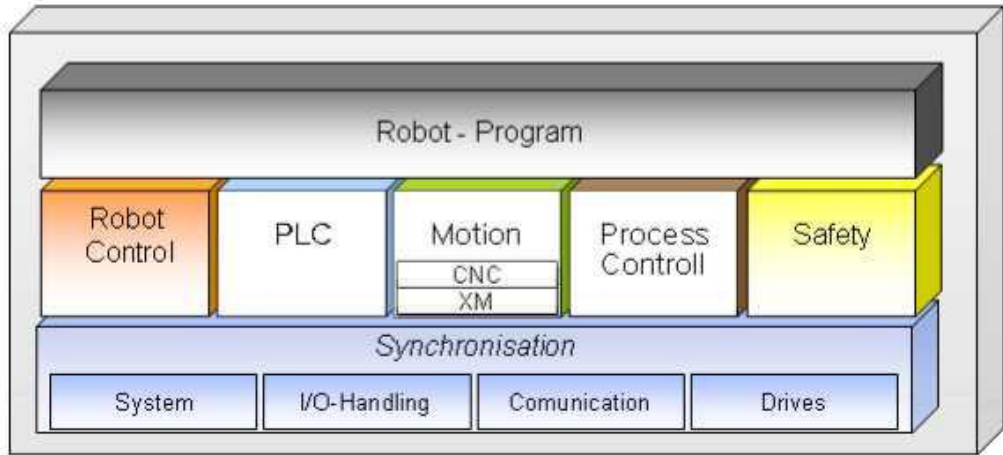 Robot - Program
Robot
Control
PLC
Motion
CNC
XM
Process
Controll
Safety
Synchronisation
System
I/O-Handling
Comunication
Drives